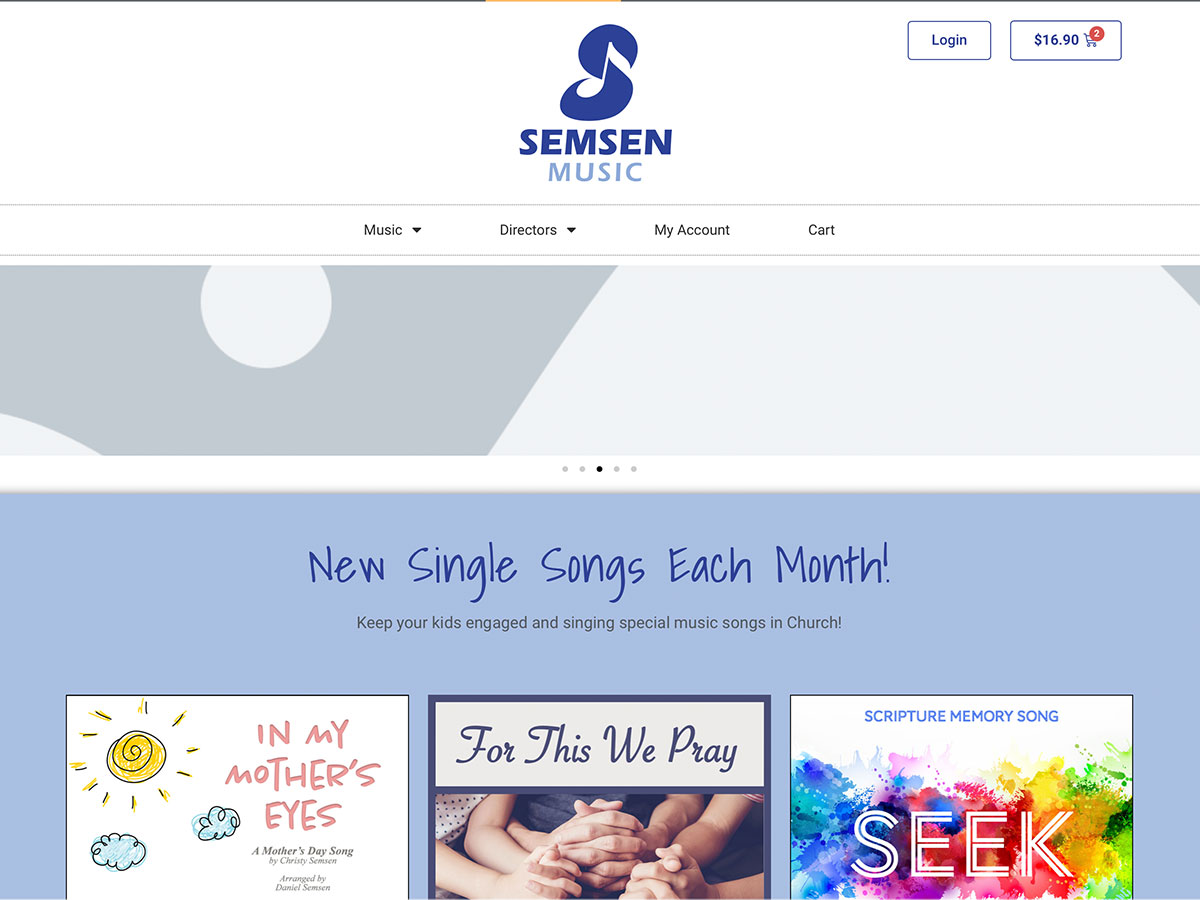 Login
$16.90
2
SEMSEN
MUSIC
Music
Directors
My Account
Cart
New Single Songs Each Month!
Keep your kids engaged and singing special music songs in Church!
IN MY
MOTHER'S
EYES
A Mother's Day Song
by Christy Semsen
Arranged by
Daniel Semsen
For This We Pray
SCRIPTURE MEMORY SONG
SEEK